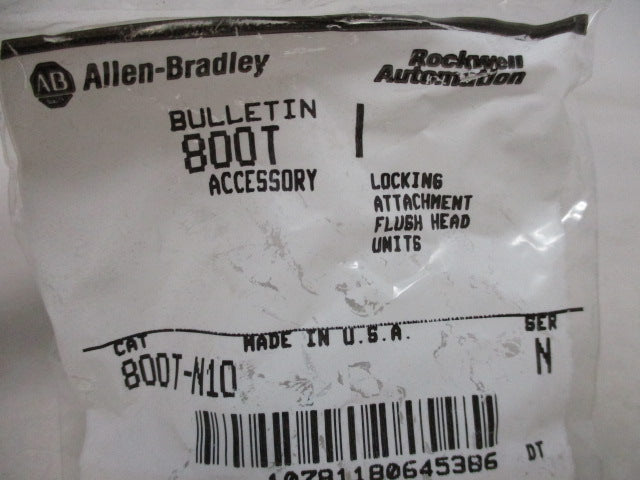 AB Allen-Bradley
Rockwell
Automation
BULLETIN
800T
ACCESSORY
LOCKING
ATTACHMENT
FLUSH HEAD
UNITS
CAT
MADE IN U.S.A.
SER
800T-N10
N
10781180645386
DT